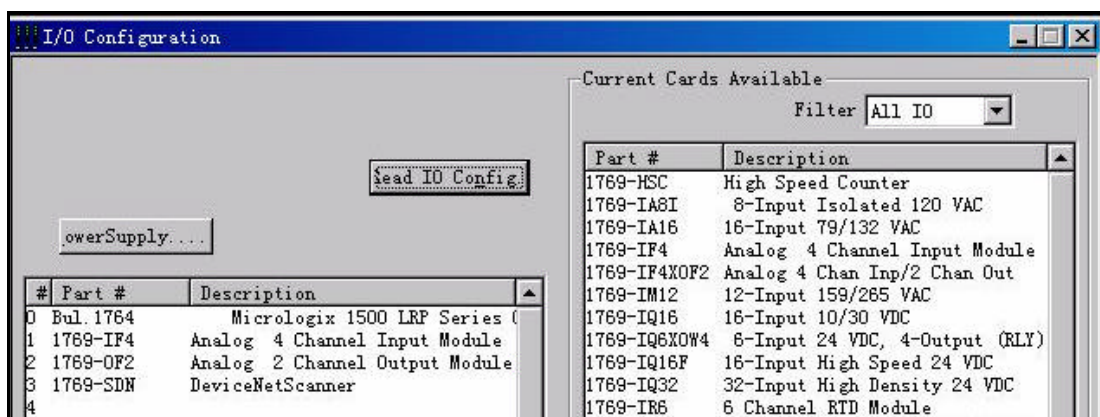 I/O Configuration
Current Cards Available
Filter All IO
Read IO Config.
owerSupply....
Part # Description
1769-HSC High Speed Counter
1769-IA8I 8-Input Isolated 120 VAC
1769-IA16 16-Input 79/132 VAC
1769-IF4 Analog 4 Channel Input Module
1769-IF4XOF2 Analog 4 Chan Inp/2 Chan Out
1769-IM12 12-Input 159/265 VAC
1769-IQ16 16-Input 10/30 VDC
1769-IQ6XOW4 6-Input 24 VDC, 4-Output (RLY)
1769-IQ16F 16-Input High Speed 24 VDC
1769-IQ32 32-Input High Density 24 VDC
1769-IR6 6 Channel RTD Module
# Part # Description
0 Bul.1764 Micrologix 1500 LRP Series
1 1769-IF4 Analog 4 Channel Input Module
2 1769-OF2 Analog 2 Channel Output Module
3 1769-SDN DeviceNetScanner
4